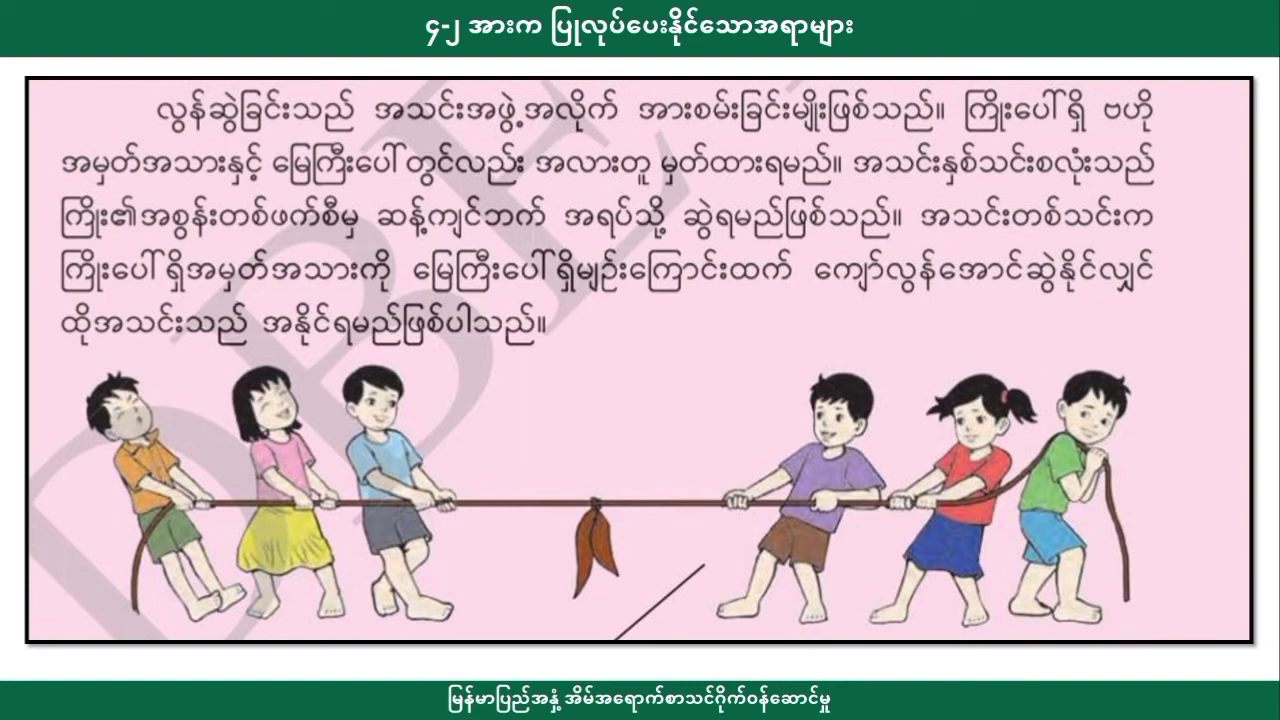 ၄-၂ အားက ပြုလုပ်ပေးနိုင်သောအရာများ
လွန်ဆွဲခြင်းသည် အသင်းအဖွဲ့အလိုက် အားစမ်းခြင်းမျိုးဖြစ်သည်။ ကြိုးပေါ်ရှိ ဗဟို
အမှတ်အသားနှင့် မြေကြီးပေါ်တွင်လည်း အလားတူ မှတ်ထားရမည်။ အသင်းနှစ်သင်းစလုံးသည်
ကြိုး၏အစွန်းတစ်ဖက်စီမှ ဆန့်ကျင်ဘက် အရပ်သို့ ဆွဲရမည်ဖြစ်သည်။ အသင်းတစ်သင်းက
ကြိုးပေါ်ရှိအမှတ်အသားကို မြေကြီးပေါ်ရှိမျဉ်းကြောင်းထက် ကျော်လွန်အောင်ဆွဲနိုင်လျှင်
ထိုအသင်းသည် အနိုင်ရမည်ဖြစ်ပါသည်။
မြန်မာပြည်အနှံ့ အိမ်အရောက်စာသင်ဂိုက်ဝန်ဆောင်မှု